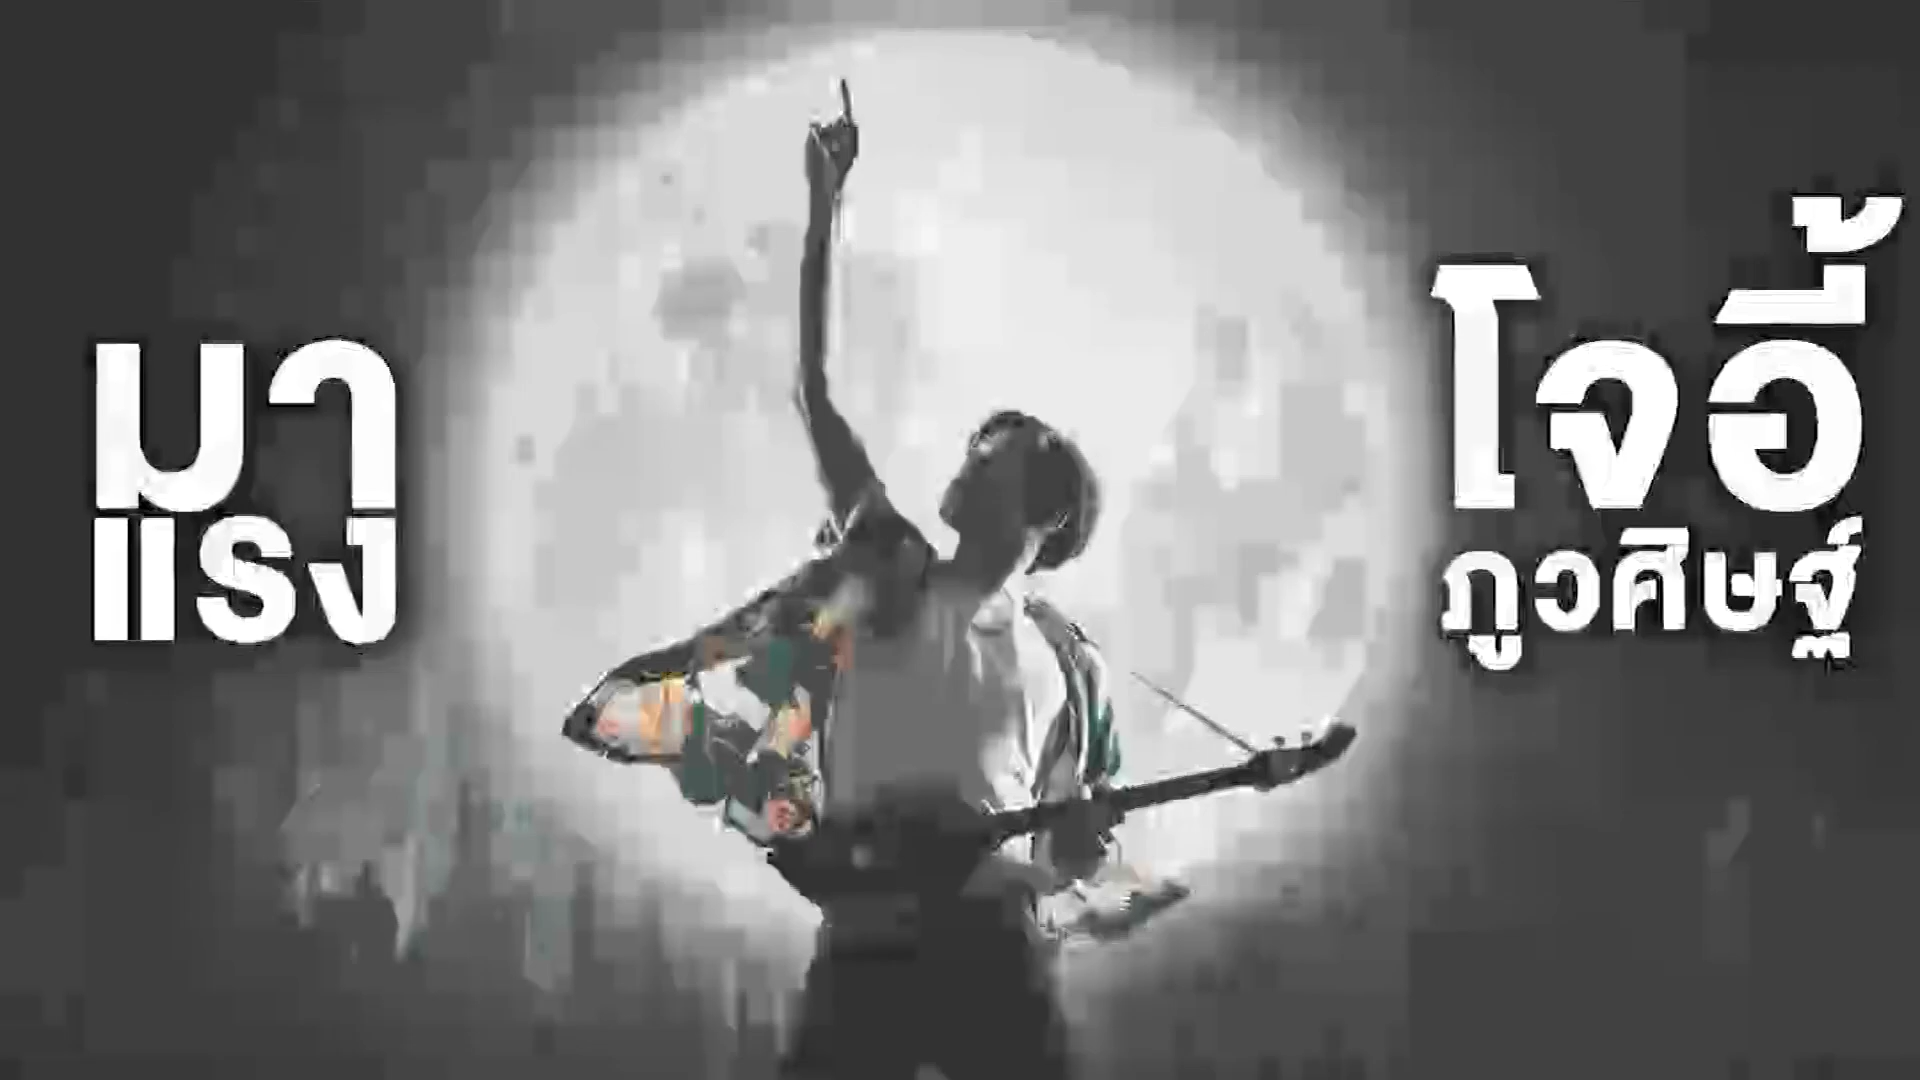 มา
แรง
โจอี้
ภูวศิษฐ์